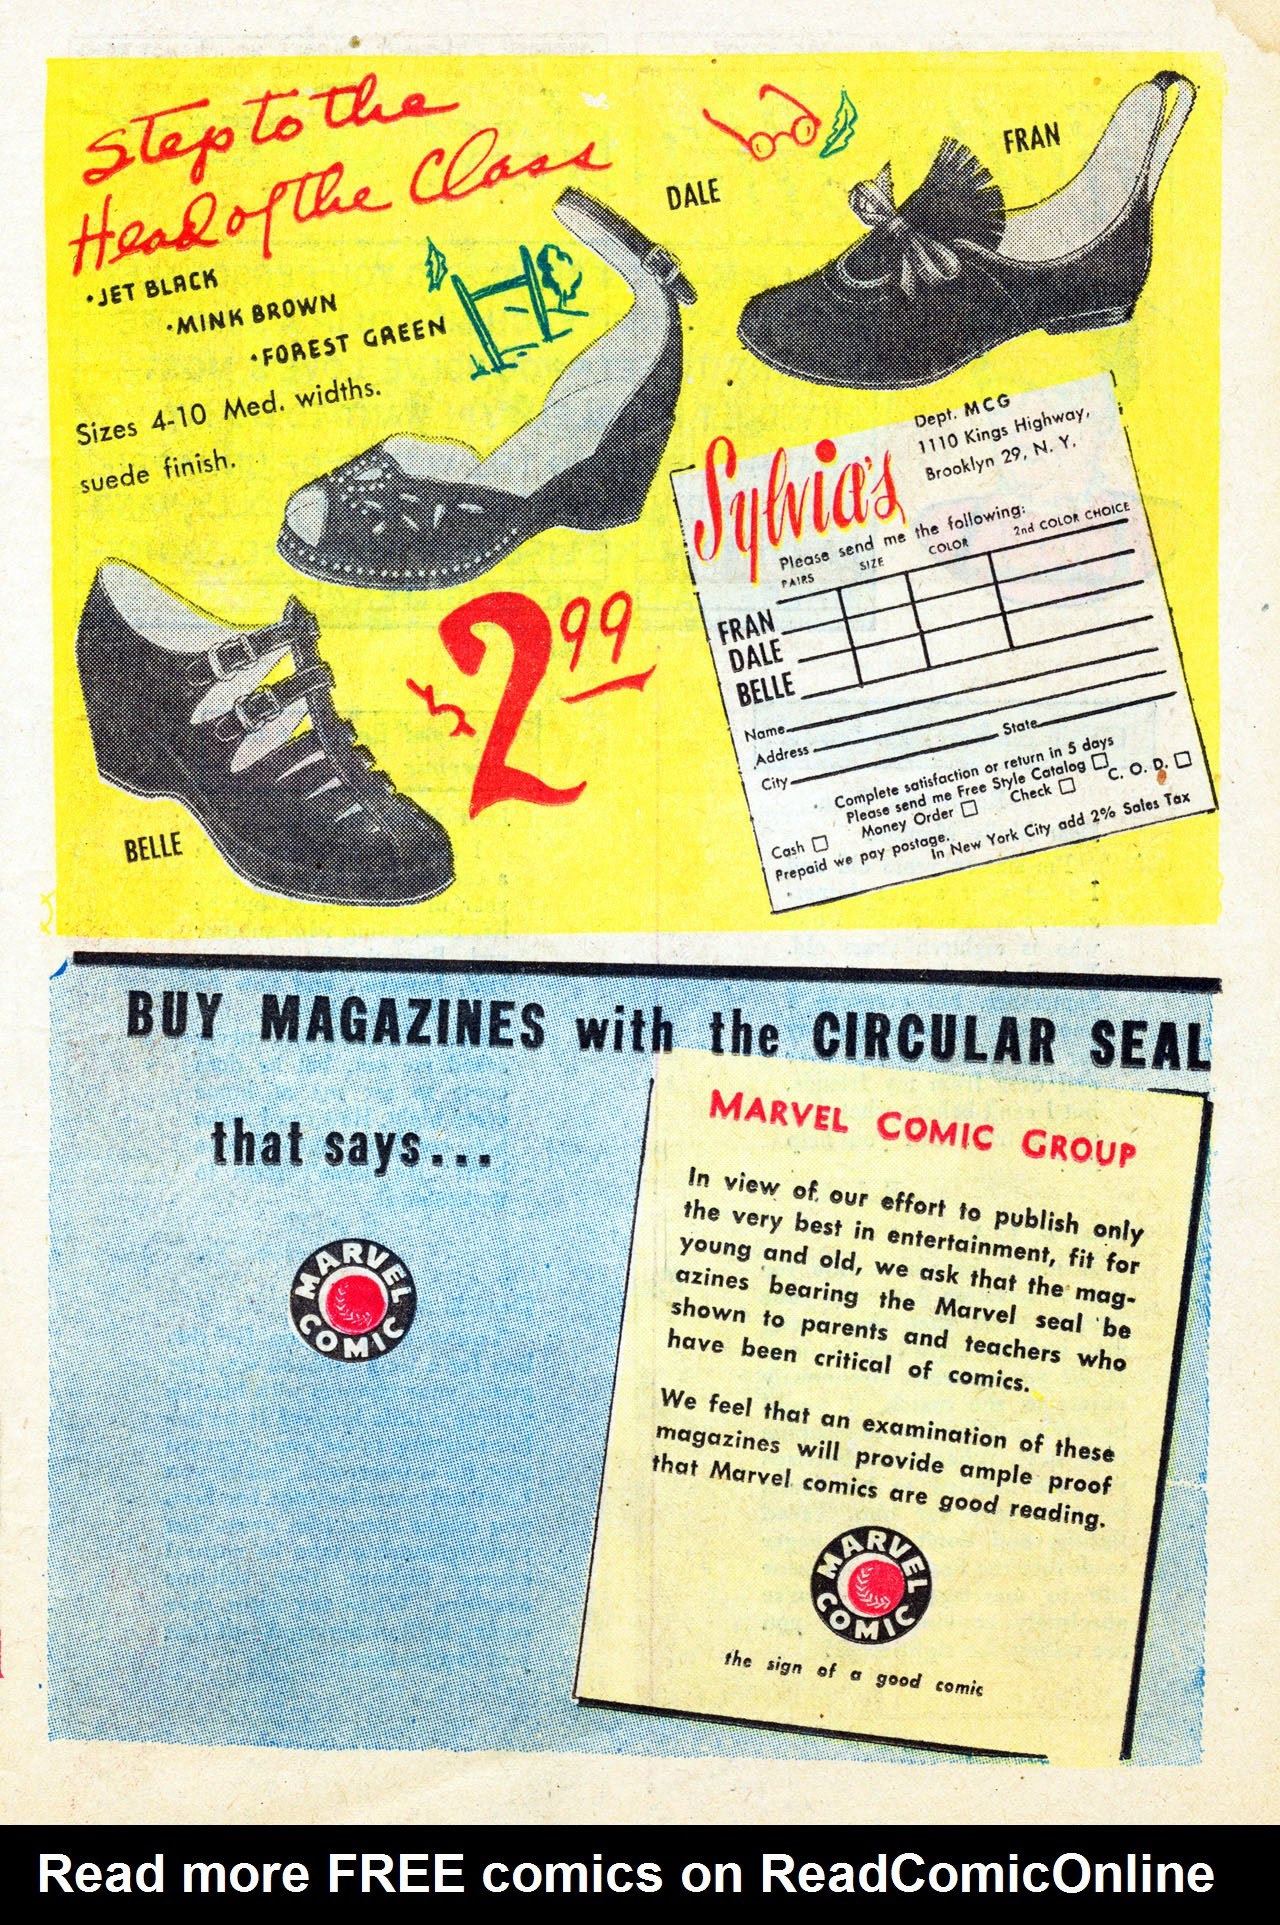 Step to the
Head of the Class
•JET BLACK
•MINK BROWN
•FOREST GREEN
Sizes 4-10 Med. widths.
suede finish.
DALE
FRAN
BELLE
$2.99
Sylvia's
Dept. MCG
1110 Kings Highway,
Brooklyn 29, N. Y.
Please send me the following:
PAIRS SIZE COLOR 2nd COLOR CHOICE
FRAN
DALE
BELLE
Name
Address
City State
Complete satisfaction or return in 5 days
Please send me Free Style Catalog
Cash Money Order Check C. O. D.
Prepaid we pay postage.
In New York City add 2% Sales Tax
BUY MAGAZINES with the CIRCULAR SEAL
that says...
MARVEL
COMIC
MARVEL COMIC GROUP
In view of our effort to publish only
the very best in entertainment, fit for
young and old, we ask that the mag-
azines bearing the Marvel seal be
shown to parents and teachers who
have been critical of comics.
We feel that an examination of these
magazines will provide ample proof
that Marvel comics are good reading.
MARVEL
COMIC
the sign of a good comic
Read more FREE comics on ReadComicOnline